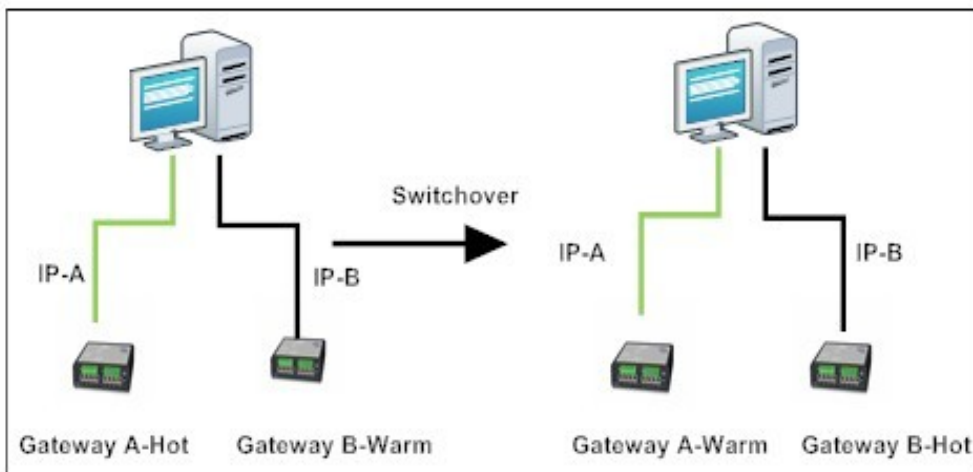 Switchover
IP-A
IP-B
IP-A
IP-B
Gateway A-Hot
Gateway B-Warm
Gateway A-Warm
Gateway B-Hot